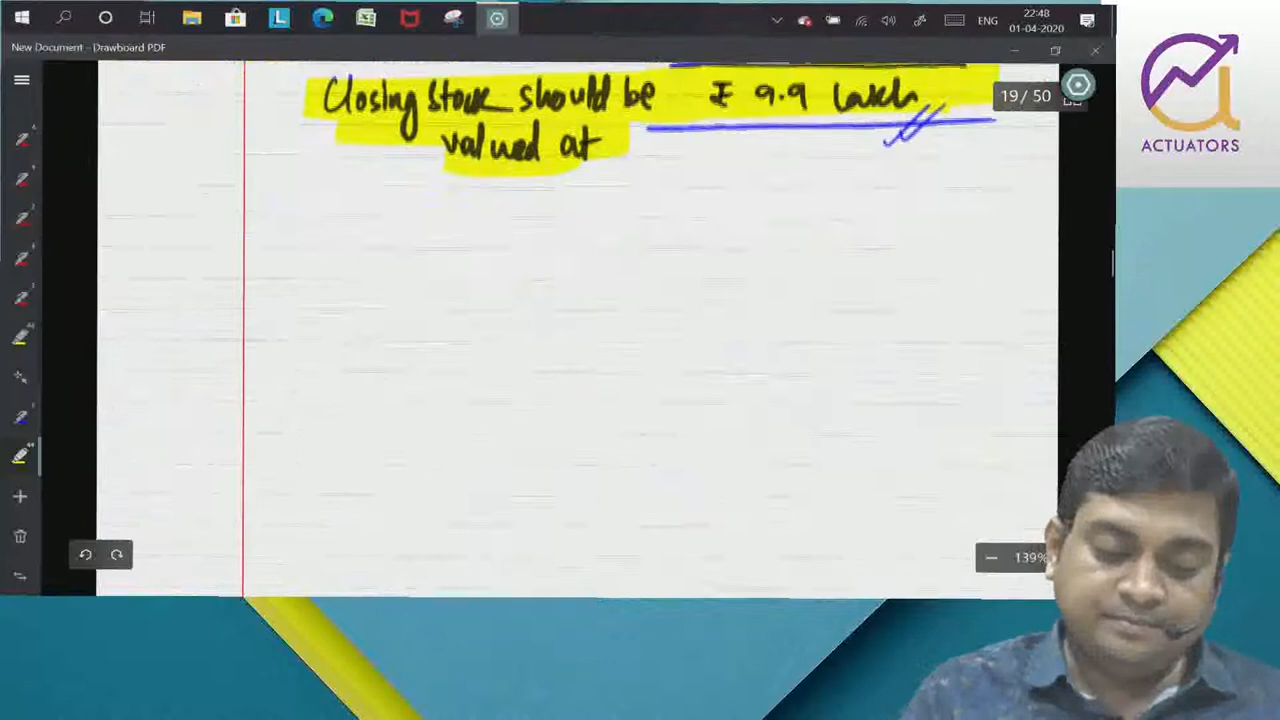 22:48
ENG
01-04-2020
New Document - Drawboard PDF
Closing Stock should be ₹ 9.9 Lakh
valued at
19 / 50
ACTUATORS
139%